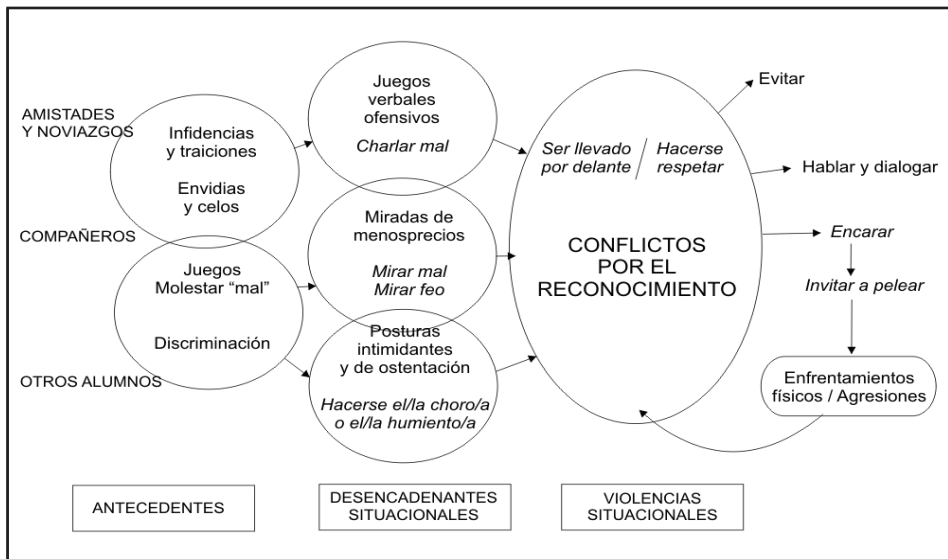 AMISTADES
Y NOVIAZGOS
COMPAÑEROS
OTROS ALUMNOS
Infidencias
y traiciones
Envidias
y celos
Juegos
Molestar “mal”
Discriminación
Juegos
verbales
ofensivos
Charlar mal
Miradas de
menosprecios
Mirar mal
Mirar feo
Posturas
intimidantes
y de ostentación
Hacerse el/la choro/a
o el/la humiento/a
Ser llevado
por delante
/
Hacerse
respetar
CONFLICTOS
POR EL
RECONOCIMIENTO
Evitar
Hablar y dialogar
Encarar
Invitar a pelear
Enfrentamientos
físicos / Agresiones
ANTECEDENTES
DESENCADENANTES
SITUACIONALES
VIOLENCIAS
SITUACIONALES